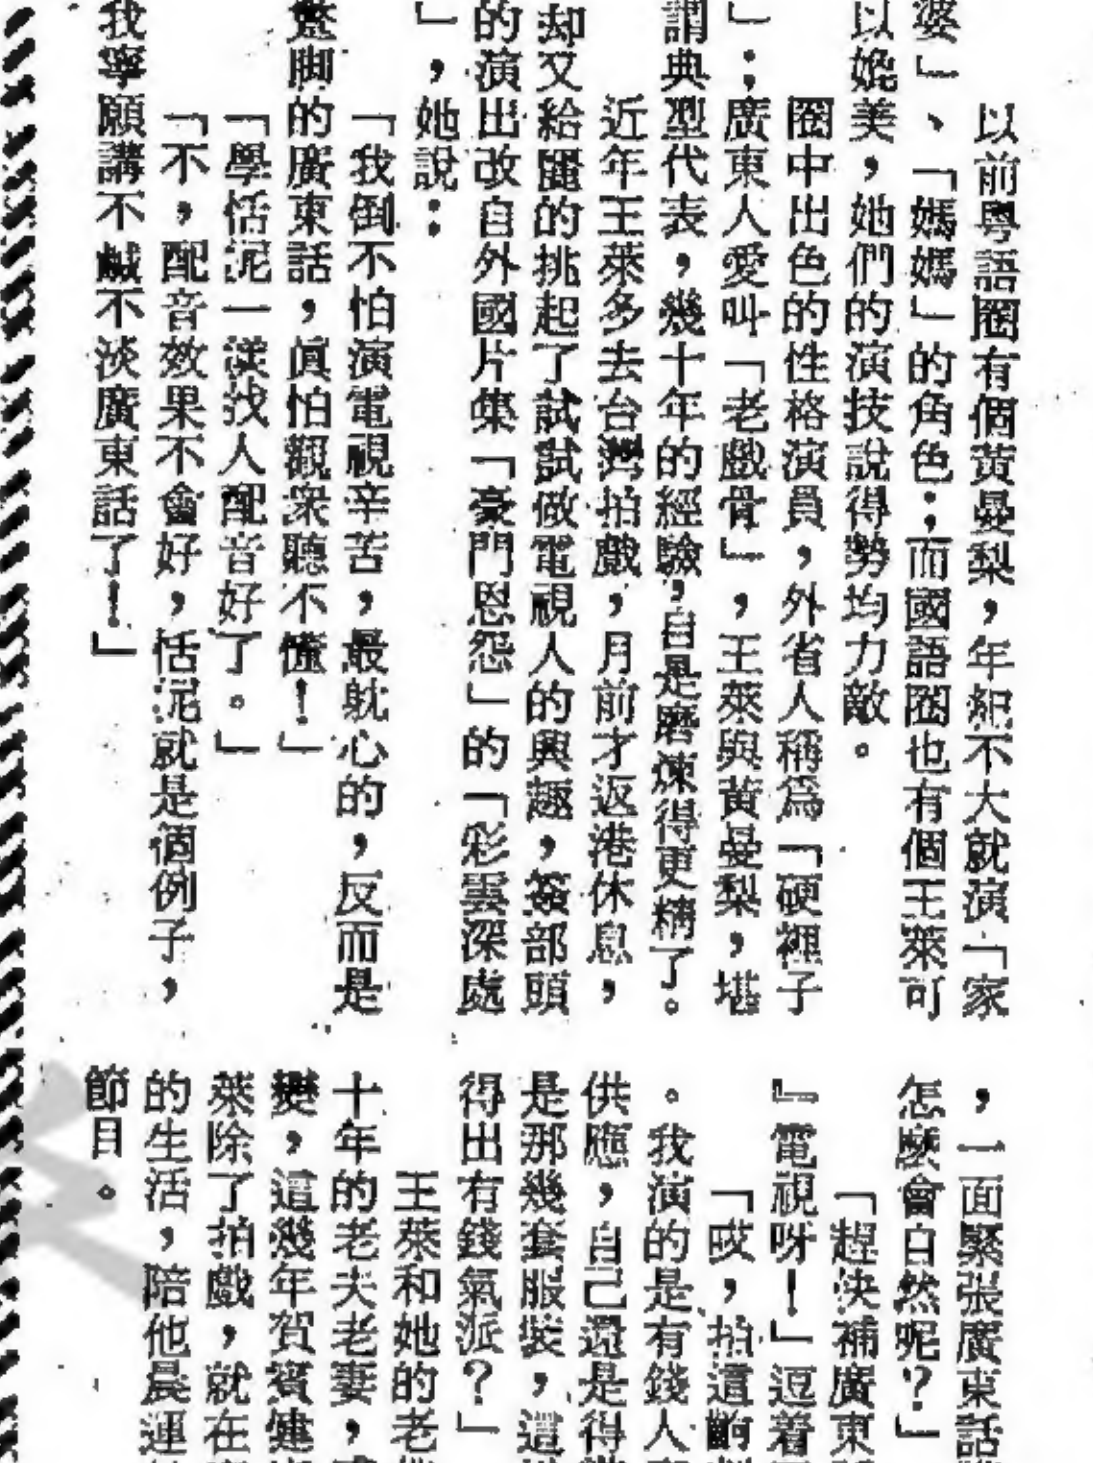 以前粤語圈有個黄曼梨，年紀不大就演「家
婆」、「媽媽」的角色；而國語圈也有個王萊可
以媲美，她們的演技說得勢均力敵。
圈中出色的性格演員，外省人稱爲「硬裡子
」；廣東人愛叫「老戲骨」，王萊與黄曼梨，堪
謂典型代表，幾十年的經驗，自是磨煉得更精了。
近年王萊多去台灣拍戲，月前才返港休息，
却又給麗的挑起了試試做電視人的興趣，簽部頭
的演出改自外國片集「豪門恩怨」的「彩雲深處
」，她說：
「我倒不怕演電視辛苦，最躭心的，反而是
蹩脚的廣東話，眞怕觀衆聽不懂！」
「學恬泥一樣找人配音好了。」
「不，配音效果不會好，恬泥就是個例子，
我寧願講不鹹不淡廣東話了！」
，一面緊張廣東話
怎麽會自然呢？」
「趕快補廣東
』電視呀！」逗着
「哎，拍這齣
。我演的是有錢人
供應，自己還是得
是那幾套服裝，這
得出有錢氣派？」
王萊和她的老
十年的老夫老妻，
變，這幾年賀賓健
萊除了拍戲，就在
的生活，陪他晨運
節目。